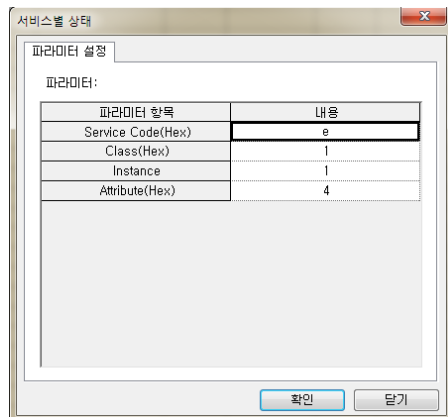 서비스별 상태
파라미터 설정
파라미터:
파라미터 항목 내용
Service Code(Hex) e
Class(Hex) 1
Instance 1
Attribute(Hex) 4
확인 닫기